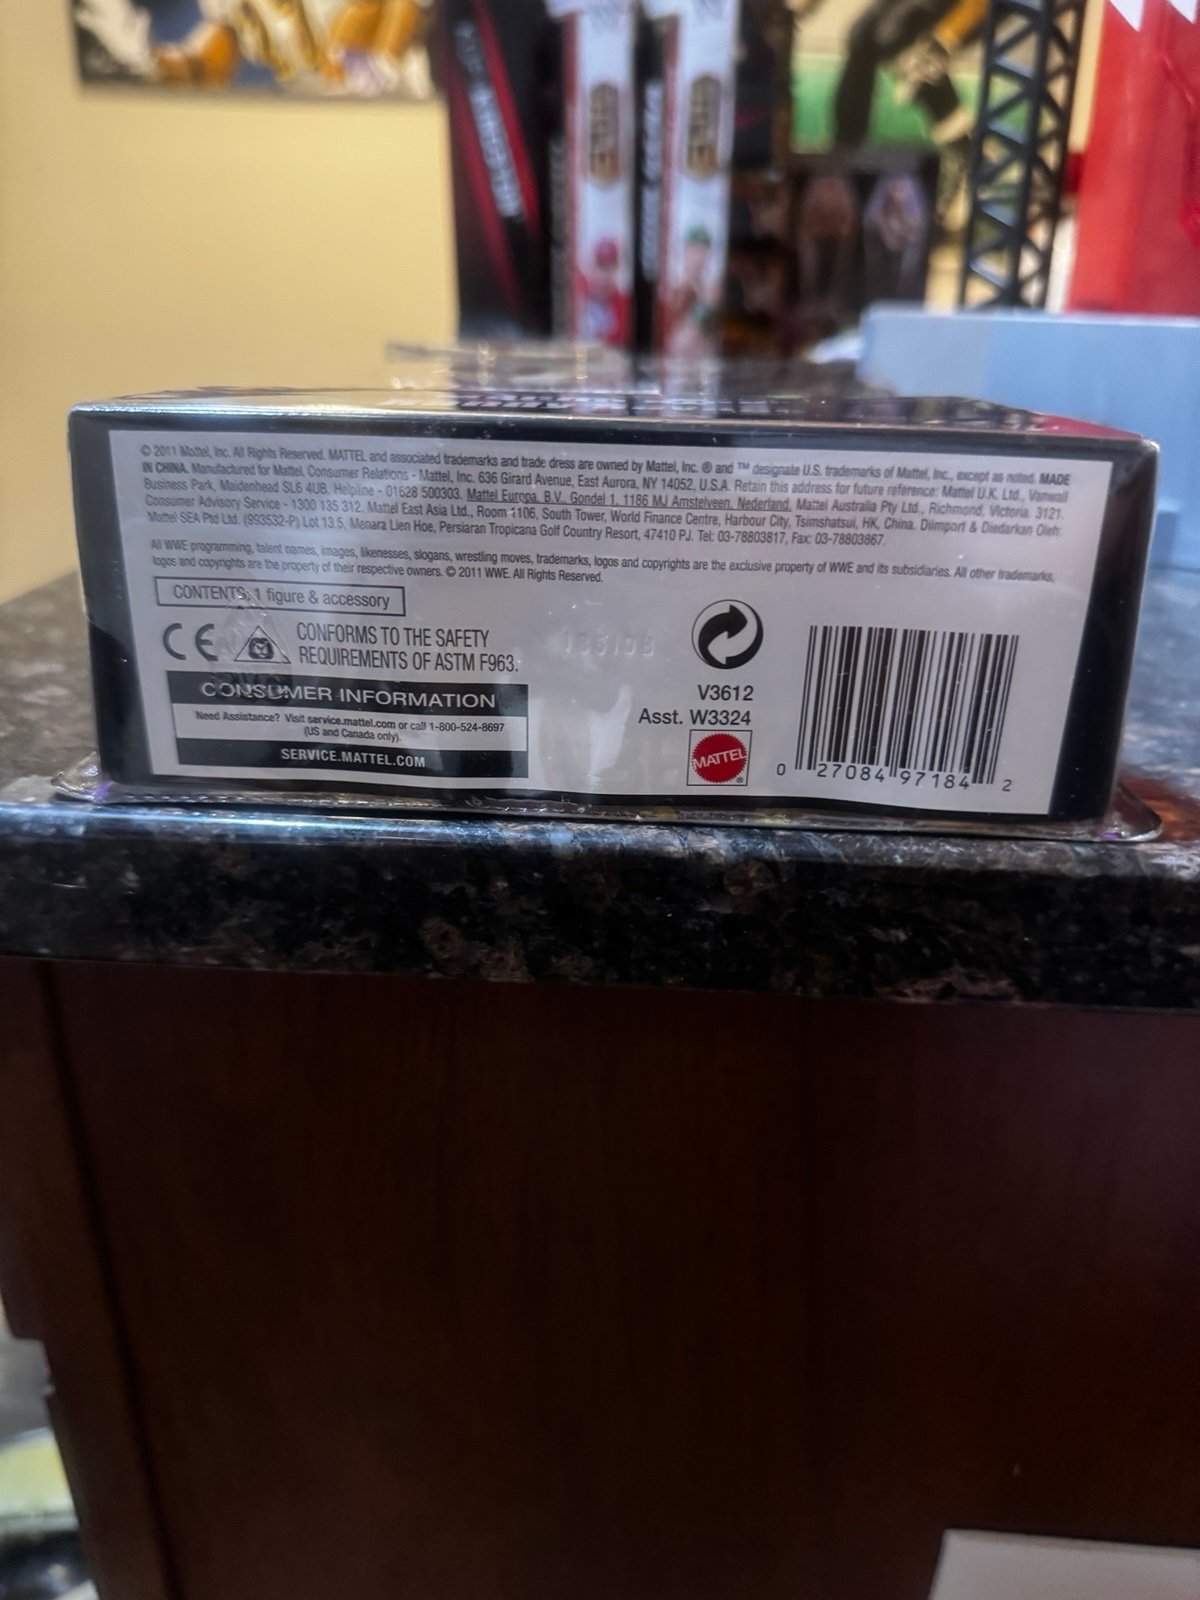 © 2011 Mattel, Inc. All Rights Reserved. MATTEL and associated trademarks and trade dress are owned by Mattel, Inc. ® and ™ designate U.S. trademarks of Mattel, Inc., except as noted. MADE
IN CHINA. Manufactured for Mattel. Consumer Relations - Mattel, Inc. 636 Girard Avenue, East Aurora, NY 14052, U.S.A. Retain this address for future reference: Mattel U.K. Ltd., Vanwall
Business Park, Maidenhead SL6 4UB. Helpline - 01628 500303. Mattel Europa, B.V., Gondel 1, 1186 MJ Amstelveen, Nederland. Mattel Australia Pty Ltd., Richmond, Victoria. 3121.
Consumer Advisory Service - 1300 135 312. Mattel East Asia Ltd., Room 1106, South Tower, World Finance Centre, Harbour City, Tsimshatsui, HK, China. Diimport & Diedarkan Oleh:
Mattel SEA Ptd Ltd. (993532-P) Lot 13.5, Menara Lien Hoe, Persiaran Tropicana Golf Country Resort, 47410 PJ. Tel: 03-78803817, Fax: 03-78803867.
All WWE programming, talent names, images, likenesses, slogans, wrestling moves, trademarks, logos and copyrights are the exclusive property of WWE and its subsidiaries. All other trademarks,
logos and copyrights are the property of their respective owners. © 2011 WWE. All Rights Reserved.
CONTENTS: 1 figure & accessory
CE
CONFORMS TO THE SAFETY
REQUIREMENTS OF ASTM F963.
CONSUMER INFORMATION
Need Assistance? Visit service.mattel.com or call 1-800-524-8697
(US and Canada only).
SERVICE.MATTEL.COM
V3612
Asst. W3324
MATTEL
0 27084 97184 2